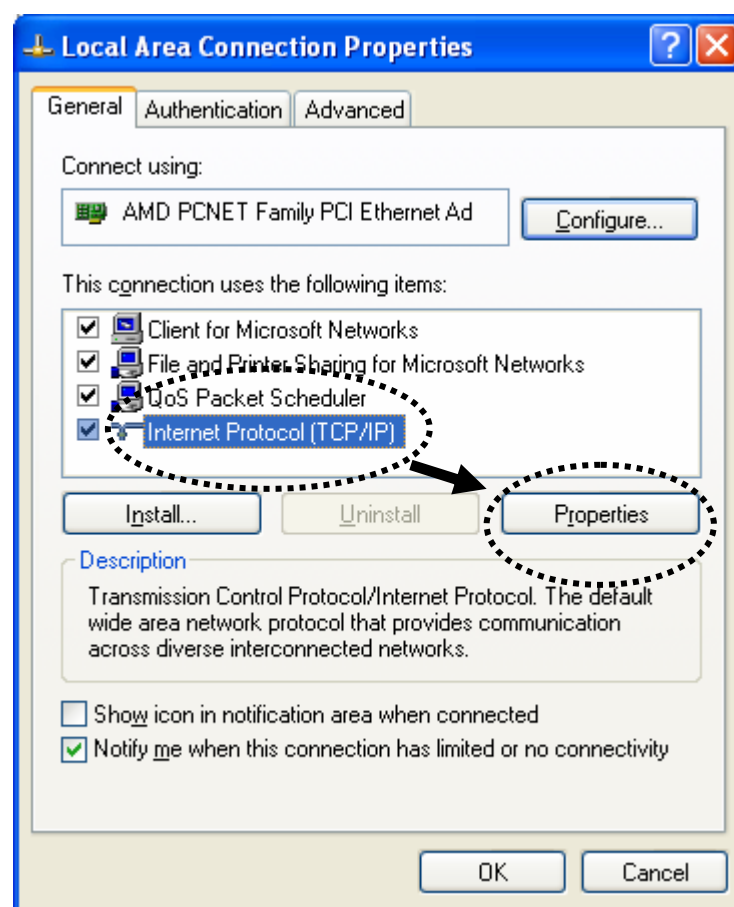 Local Area Connection Properties
General Authentication Advanced
Connect using:
AMD PCNET Family PCI Ethernet Ad Configure...
This connection uses the following items:
Client for Microsoft Networks
File and Printer Sharing for Microsoft Networks
QoS Packet Scheduler
Internet Protocol (TCP/IP)
Install... Uninstall Properties
Description
Transmission Control Protocol/Internet Protocol. The default
wide area network protocol that provides communication
across diverse interconnected networks.
Show icon in notification area when connected
Notify me when this connection has limited or no connectivity
OK Cancel